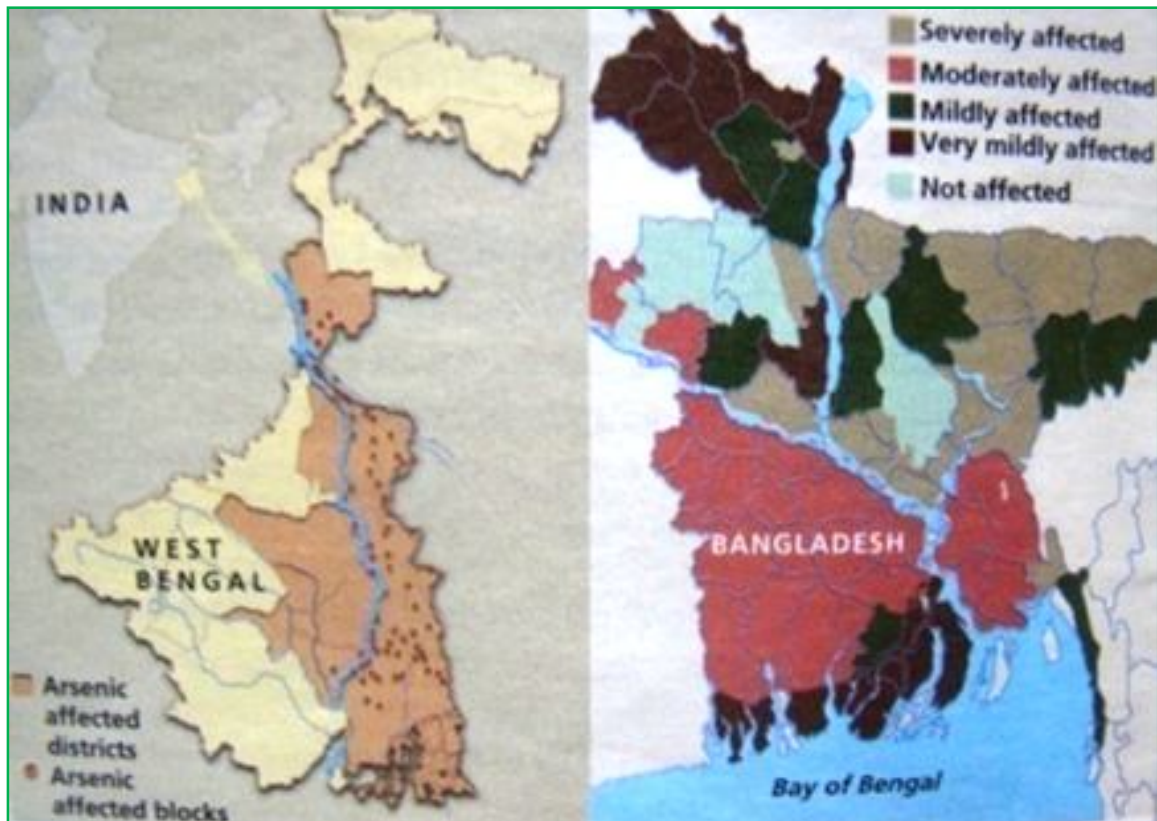 INDIA
WEST
BENGAL
Arsenic
affected
districts
Arsenic
affected blocks
Severely affected
Moderately affected
Mildly affected
Very mildly affected
Not affected
BANGLADESH
Bay of Bengal